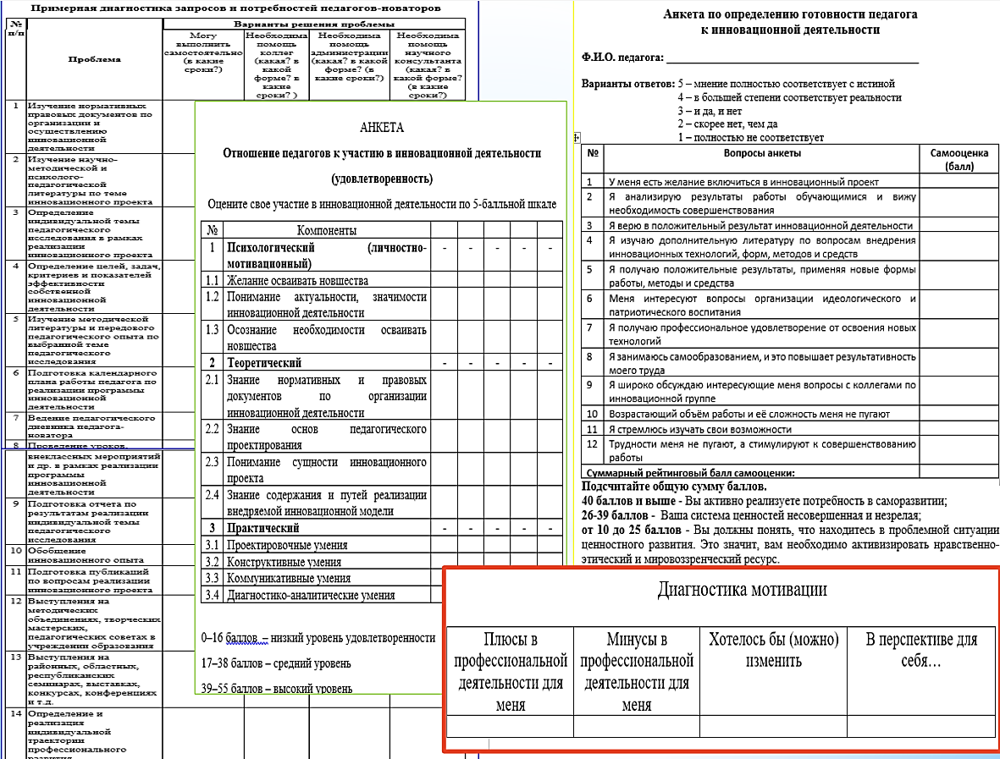 Примерная диагностика запросов и потребностей педагогов-новаторов
№ п/п
Проблема
Варианты решения проблемы
Могу
выполнить
самостоятельно
(в какие
сроки?)
Необходима
помощь
коллег
(какая? в
какой
форме? в
какие
сроки? )
Необходима
помощь
администрации
(какая? в какой
форме? (в
какие сроки?)
Необходима
помощь
научного
консультанта
(какая? в
какой форме?
(в какие
сроки?)
1 Изучение нормативных
правовых документов по
организации и
осуществлению
инновационной
деятельности
2 Изучение научно-
методической и
психолого-
педагогической
литературы по теме
инновационного проекта
3 Определение
индивидуальной темы
педагогического
исследования в рамках
реализации
инновационного проекта
4 Определение целей, задач,
критериев и показателей
эффективности
собственной
инновационной
деятельности
5 Изучение методической
литературы и передового
педагогического опыта по
выбранной теме
педагогического
исследования
6 Подготовка календарного
плана работы педагога по
реализации программы
инновационной
деятельности
7 Ведение педагогического
дневника педагога-
новатора
8 Проведение уроков,
внеклассных мероприятий
и др. в рамках реализации
программы
инновационной
деятельности
9 Подготовка отчета по
результатам реализации
индивидуальной темы
педагогического
исследования
10 Обобщение
инновационного опыта
11 Подготовка публикаций
по вопросам реализации
инновационного проекта
12 Выступления на
методических
объединениях, творческих
мастерских,
педагогических советах в
учреждении образования
13 Выступления на
районных, областных,
республиканских
семинарах, выставках,
конкурсах, конференциях
и т.д.
14 Определение и
реализация
индивидуальной
траектории
профессионального
развития
АНКЕТА
Отношение педагогов к участию в инновационной деятельности
(удовлетворенность)
Оцените свое участие в инновационной деятельности по 5-балльной шкале
№ Компоненты
1 Психологический (личностно- - - - - -
мотивационный)
1.1 Желание осваивать новшества
1.2 Понимание актуальности, значимости
инновационной деятельности
1.3 Осознание необходимости осваивать
новшества
2 Теоретический - - - - -
2.1 Знание нормативных и правовых
документов по организации
инновационной деятельности
2.2 Знание основ педагогического
проектирования
2.3 Понимание сущности инновационного
проекта
2.4 Знание содержания и путей реализации
внедряемой инновационной модели
3 Практический - - - - -
3.1 Проектировочные умения
3.2 Конструктивные умения
3.3 Коммуникативные умения
3.4 Диагностико-аналитические умения
0–16 баллов – низкий уровень удовлетворенности
17–38 баллов – средний уровень
39–55 баллов – высокий уровень
Анкета по определению готовности педагога
к инновационной деятельности
Ф.И.О. педагога: ______________________
Варианты ответов: 5 – мнение полностью соответствует с истиной
4 – в большей степени соответствует реальности
3 – и да, и нет
2 – скорее нет, чем да
1 – полностью не соответствует
№ Вопросы анкеты Самооценка
(балл)
1 У меня есть желание включиться в инновационный проект
2 Я анализирую результаты работы обучающимися и вижу
необходимость совершенствования
3 Я верю в положительный результат инновационной деятельности
4 Я изучаю дополнительную литературу по вопросам внедрения
инновационных технологий, форм, методов и средств
5 Я получаю положительные результаты, применяя новые формы
работы, методы и средства
6 Меня интересуют вопросы организации идеологического и
патриотического воспитания
7 Я получаю профессиональное удовлетворение от освоения новых
технологий
8 Я занимаюсь самообразованием, и это повышает результативность
моего труда
9 Я широко обсуждаю интересующие меня вопросы с коллегами по
инновационной группе
10 Возрастающий объём работы и её сложность меня не пугают
11 Я стремлюсь изучать свои возможности
12 Трудности меня не пугают, а стимулируют к совершенствованию
работы
Суммарный рейтинговый балл самооценки:
Подсчитайте общую сумму баллов.
40 баллов и выше - Вы активно реализуете потребность в саморазвитии;
26-39 баллов - Ваша система ценностей несовершенная и незрелая;
от 10 до 25 баллов - Вы должны понять, что находитесь в проблемной ситуации
ценностного развития. Это значит, вам необходимо активизировать нравственно-
этический и мировоззренческий ресурс.
Диагностика мотивации
Плюсы в
профессиональной
деятельности для
меня
Минусы в
профессиональной
деятельности для
меня
Хотелось бы (можно)
изменить
В перспективе для
себя…